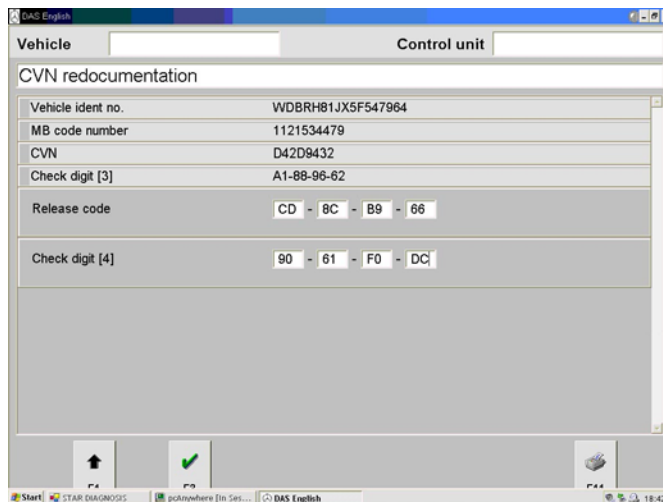 DAS English
Vehicle Control unit
CVN redocumentation
Vehicle ident no. WDBRH81JX5F547964
MB code number 1121534479
CVN D42D9432
Check digit [3] A1-88-96-62
Release code CD - 8C - B9 - 66
Check digit [4] 90 - 61 - F0 - DC
Start STAR DIAGNOSIS pcAnywhere [In Ses... DAS English 18:42